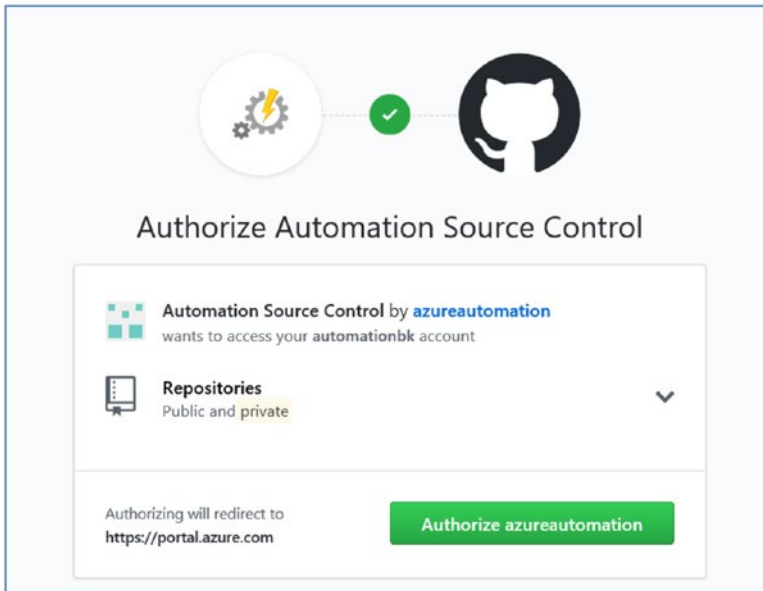 Authorize Automation Source Control
Automation Source Control by azureautomation
wants to access your automationbk account
Repositories
Public and private
Authorizing will redirect to
https://portal.azure.com
Authorize azureautomation